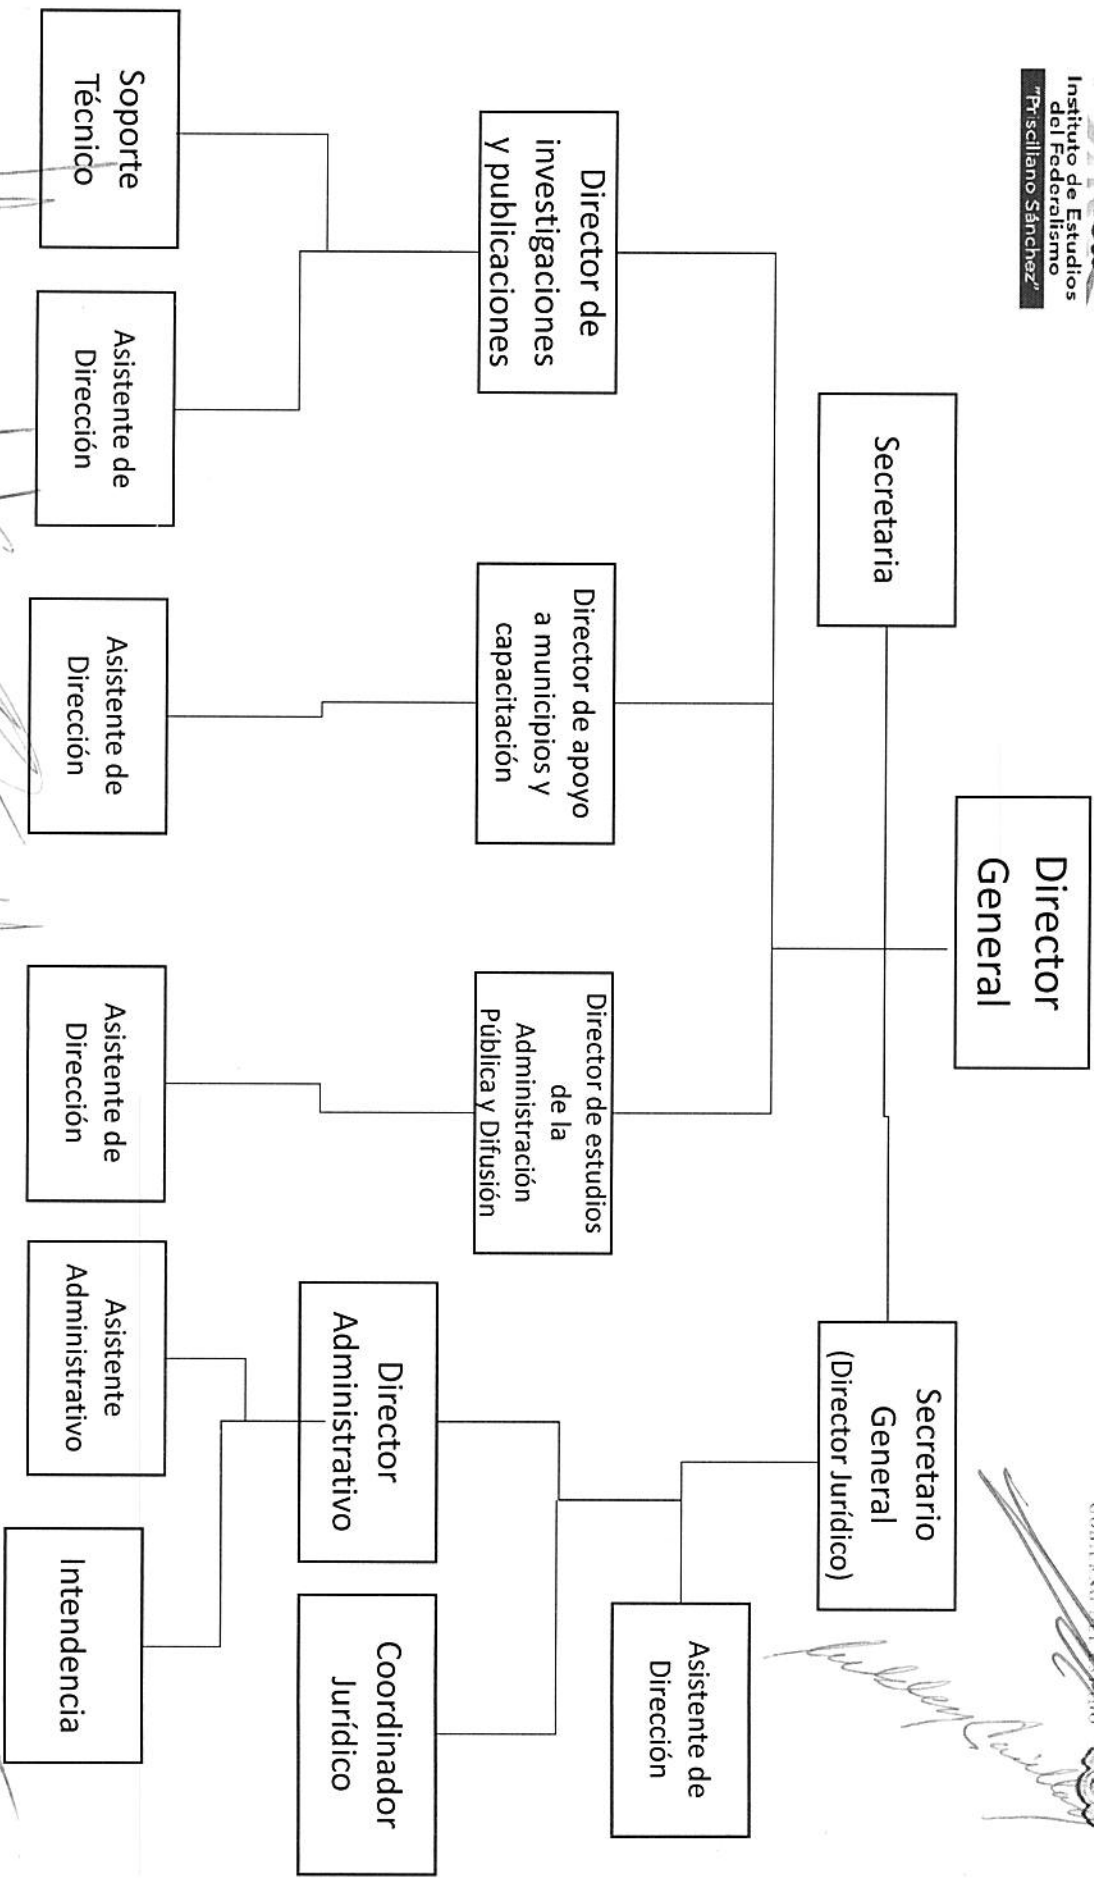 Instituto de Estudios
del Federalismo
"Prisciliano Sánchez"
Director
General
Secretaria
Secretario
General
(Director Jurídico)
Asistente de
Dirección
Director de
investigaciones
y publicaciones
Director de apoyo
a municipios y
capacitación
Director de estudios
de la
Administración
Pública y Difusión
Director
Administrativo
Coordinador
Jurídico
Soporte
Técnico
Asistente de
Dirección
Asistente de
Dirección
Asistente de
Dirección
Asistente
Administrativo
Intendencia